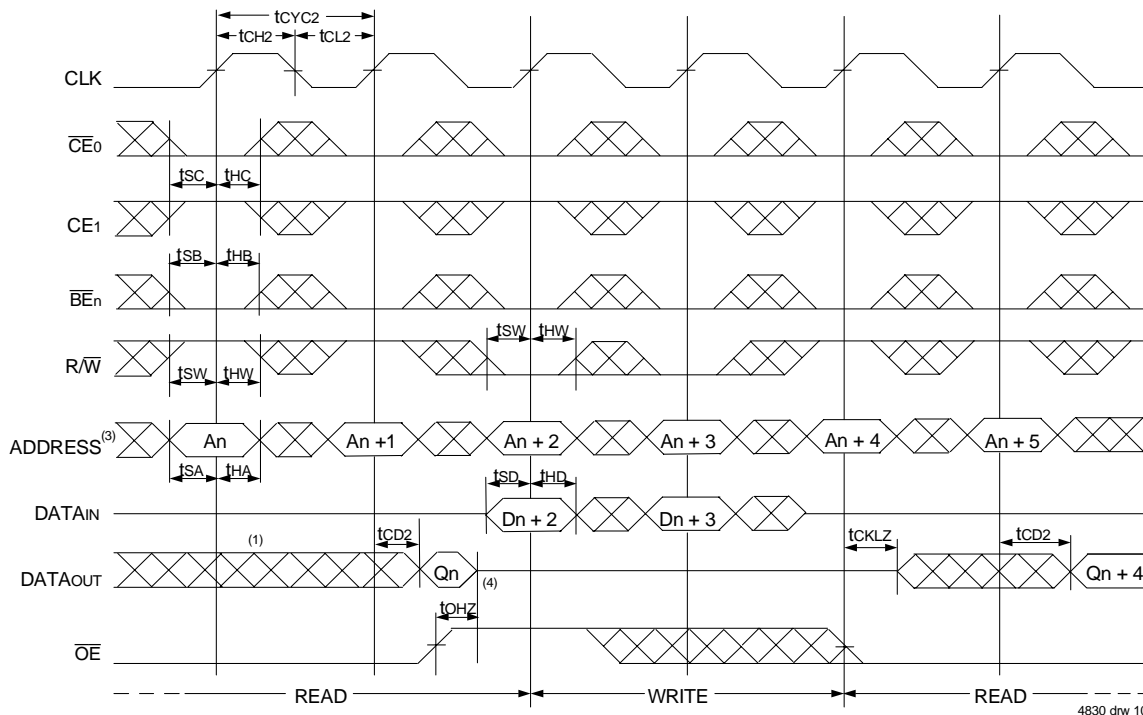 tCYC2
tCH2 tCL2
CLK
CE0
tSC tHC
CE1
tSB tHB
BEn
tSW tHW
R/W
tSW tHW
ADDRESS(3) An An +1 An + 2 An + 3 An + 4 An + 5
tSA tHA tSD tHD
DATAIN Dn + 2 Dn + 3
(1) tCD2 tCKLZ tCD2
DATAOUT Qn (4) Qn + 4
tOHZ
OE
READ WRITE READ
4830 drw 10